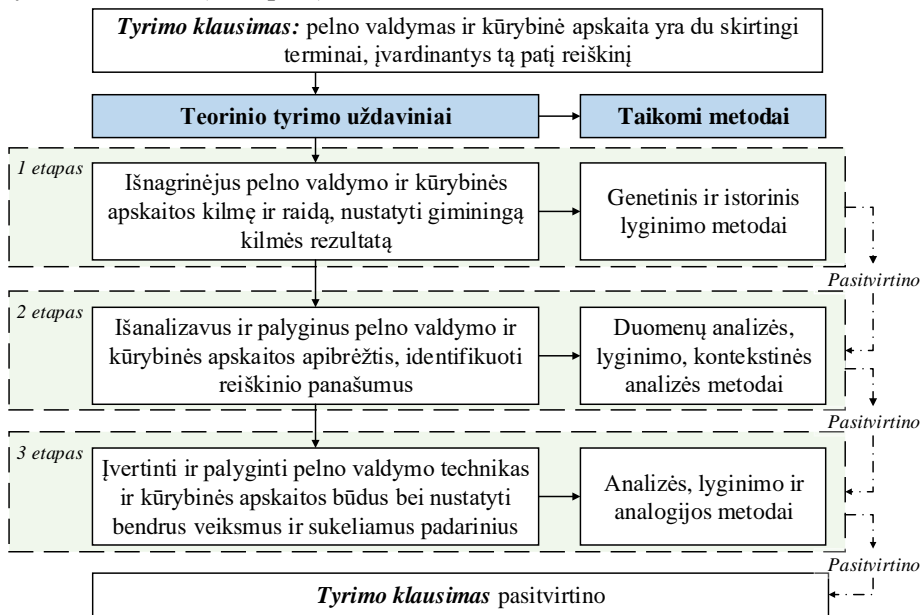 Tyrimo klausimas: pelno valdymas ir kūrybinė apskaita yra du skirtingi
terminai, įvardinantys tą patį reiškinį
Teorinio tyrimo uždaviniai
Taikomi metodai
1 etapas
Išnagrinėjus pelno valdymo ir kūrybinės
apskaitos kilmę ir raidą, nustatyti giminingą
kilmės rezultatą
Genetinis ir istorinis
lyginimo metodai
Pasitvirtino
2 etapas
Išanalizavus ir palyginus pelno valdymo ir
kūrybinės apskaitos apibrėžtis, identifikuoti
reiškinio panašumus
Duomenų analizės,
lyginimo, kontekstinės
analizės metodai
Pasitvirtino
3 etapas
Įvertinti ir palyginti pelno valdymo technikas
ir kūrybinės apskaitos būdus bei nustatyti
bendrus veiksmus ir sukeliamus padarinius
Analizės, lyginimo ir
analogijos metodai
Pasitvirtino
Tyrimo klausimas pasitvirtino